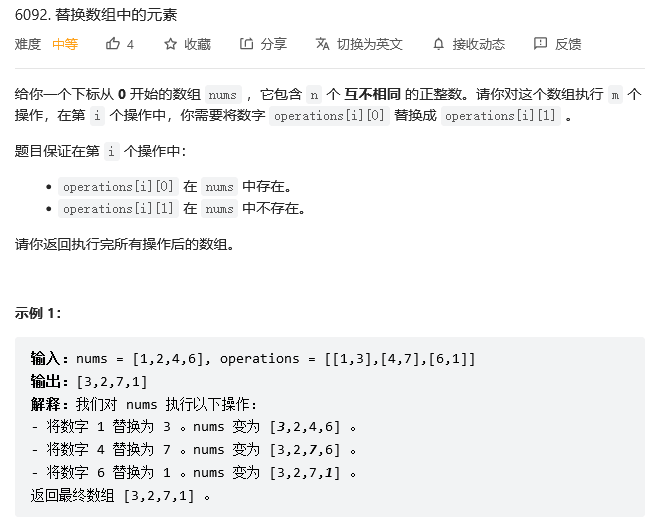 6092. 替换数组中的元素
难度 中等 4 收藏 分享 切换为英文 接收动态 反馈
给你一个下标从 0 开始的数组 nums ，它包含 n 个 互不相同 的正整数。请你对这个数组执行 m 个
操作，在第 i 个操作中，你需要将数字 operations[i][0] 替换成 operations[i][1] 。
题目保证在第 i 个操作中：
• operations[i][0] 在 nums 中存在。
• operations[i][1] 在 nums 中不存在。
请你返回执行完所有操作后的数组。
示例 1：
输入：nums = [1,2,4,6], operations = [[1,3],[4,7],[6,1]]
输出：[3,2,7,1]
解释：我们对 nums 执行以下操作：
- 将数字 1 替换为 3 。nums 变为 [3,2,4,6] 。
- 将数字 4 替换为 7 。nums 变为 [3,2,7,6] 。
- 将数字 6 替换为 1 。nums 变为 [3,2,7,1] 。
返回最终数组 [3,2,7,1] 。